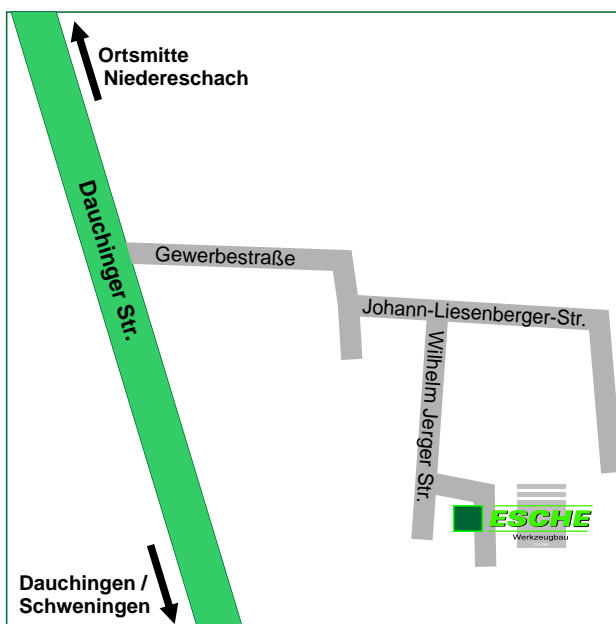 Ortsmitte
Niedereschach
Dauchinger Str.
Gewerbestraße
Johann-Liesenberger-Str.
Wilhelm Jerger Str.
ESCHE
Werkzeugbau
Dauchingen /
Schweningen